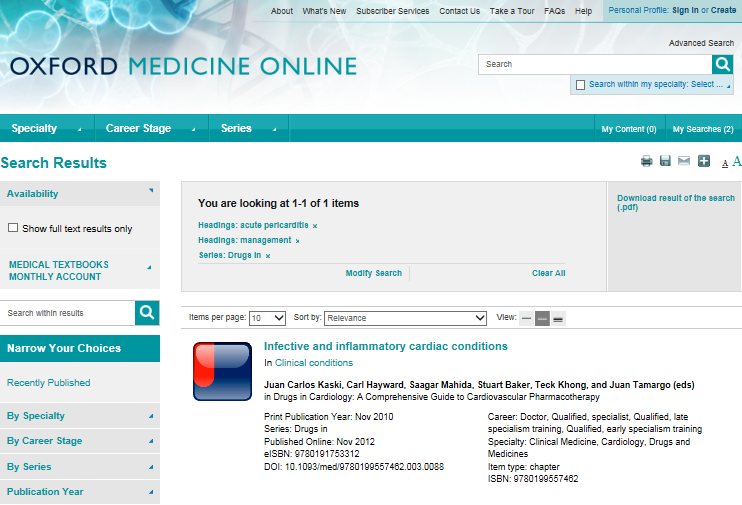 About What's New Subscriber Services Contact Us Take a Tour FAQs Help Personal Profile: Sign in or Create
Advanced Search
OXFORD MEDICINE ONLINE
Search
Search within my specialty: Select ...
Specialty Career Stage Series My Content (0) My Searches (2)
Search Results
A A
Availability
Show full text results only
MEDICAL TEXTBOOKS
MONTHLY ACCOUNT
Search within results
Narrow Your Choices
Recently Published
By Specialty
By Career Stage
By Series
Publication Year
You are looking at 1-1 of 1 items
Headings: acute pericarditis x
Headings: management x
Series: Drugs in x
Modify Search Clear All
Download result of the search
(.pdf)
Items per page: 10 Sort by: Relevance View:
Infective and inflammatory cardiac conditions
In Clinical conditions
Juan Carlos Kaski, Carl Hayward, Saagar Mahida, Stuart Baker, Teck Khong, and Juan Tamargo (eds)
in Drugs in Cardiology: A Comprehensive Guide to Cardiovascular Pharmacotherapy
Print Publication Year: Nov 2010
Series: Drugs in
Published Online: Nov 2012
eISBN: 9780191753312
DOI: 10.1093/med/9780199557462.003.0088
Career: Doctor, Qualified, specialist, Qualified, late
specialism training, Qualified, early specialism training
Specialty: Clinical Medicine, Cardiology, Drugs and
Medicines
Item type: chapter
ISBN: 9780199557462